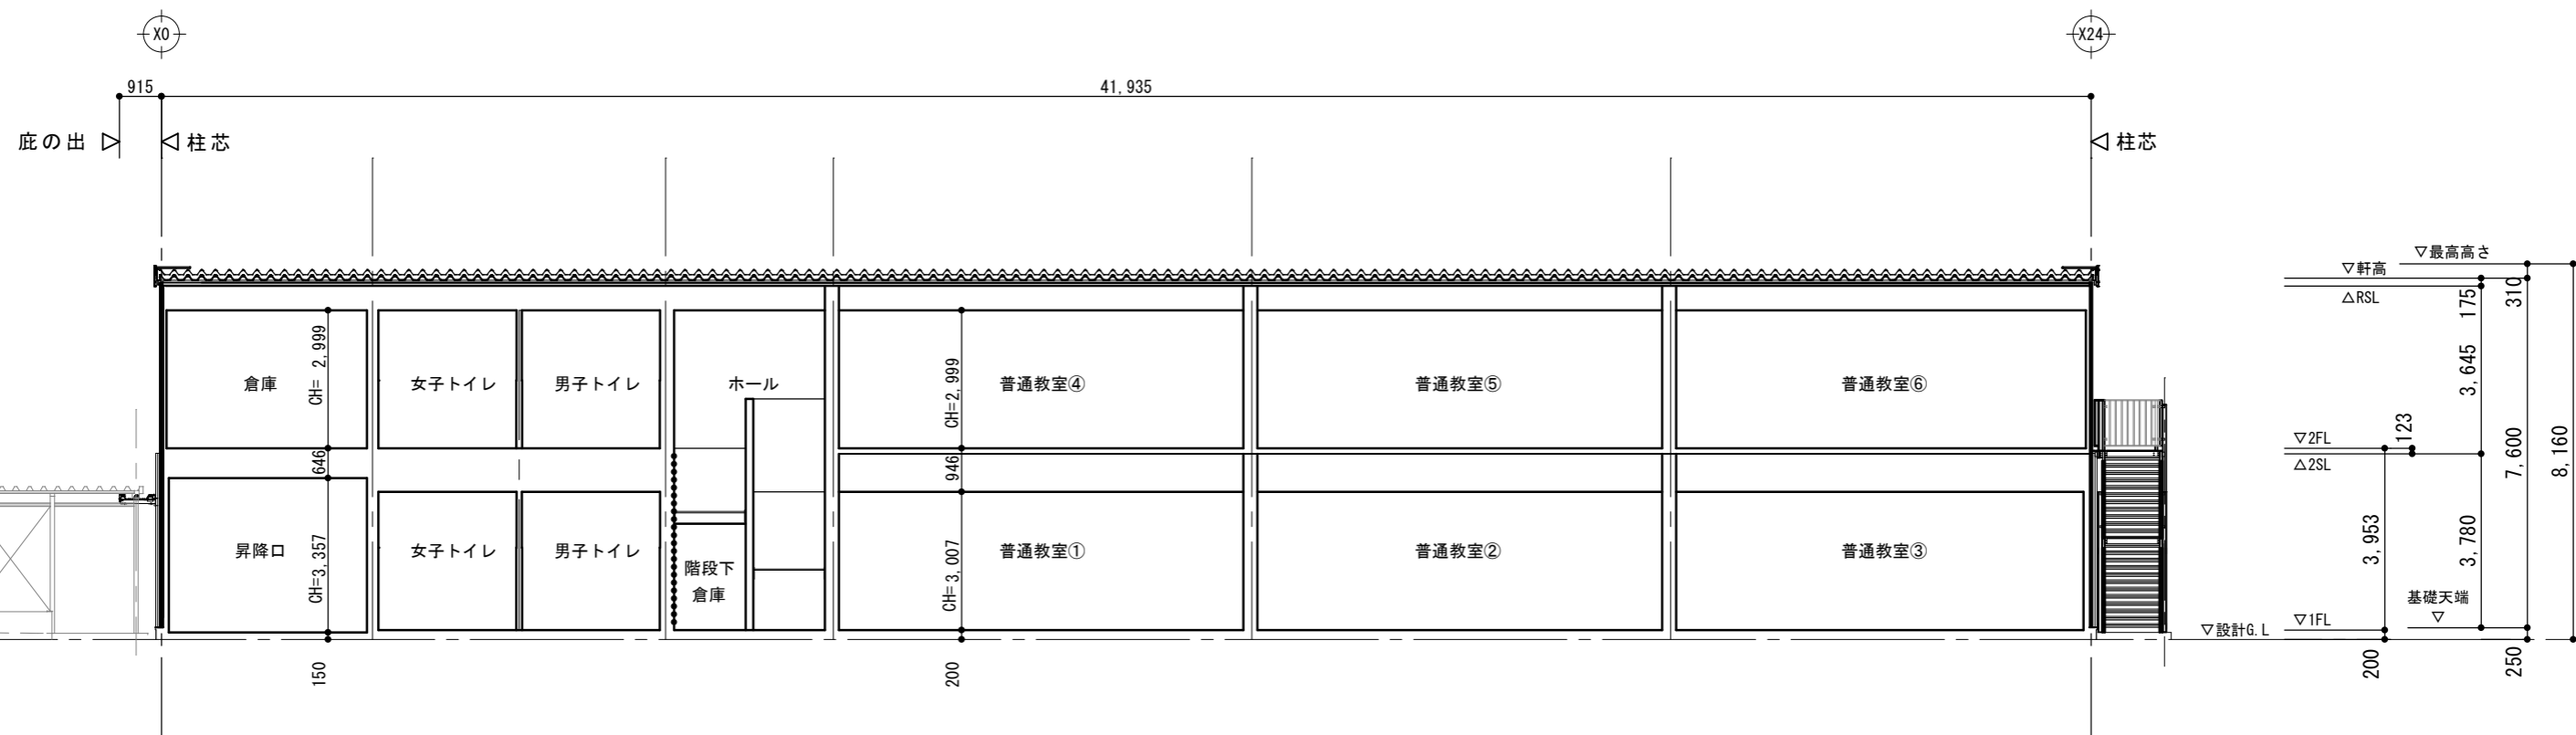 X0
X24
915
41,935
庇の出
柱芯
柱芯
▽最高高さ
▽軒高
△RSL
175
310
倉庫
CH= 2,999
女子トイレ
男子トイレ
ホール
CH=2,999
普通教室④
普通教室⑤
普通教室⑥
3,645
123
▽2FL
△2SL
646
946
7,600
8,160
昇降口
CH=3,357
女子トイレ
男子トイレ
階段下
倉庫
CH=3,007
普通教室①
普通教室②
普通教室③
3,953
3,780
基礎天端
▽
▽1FL
▽設計G.L
150
200
200
250